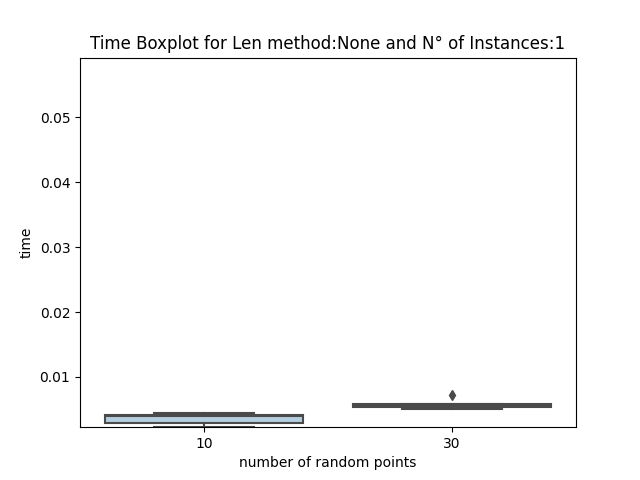 Time Boxplot for Len method:None and N° of Instances:1
0.05
0.04
0.03
0.02
0.01
time
10 30
number of random points